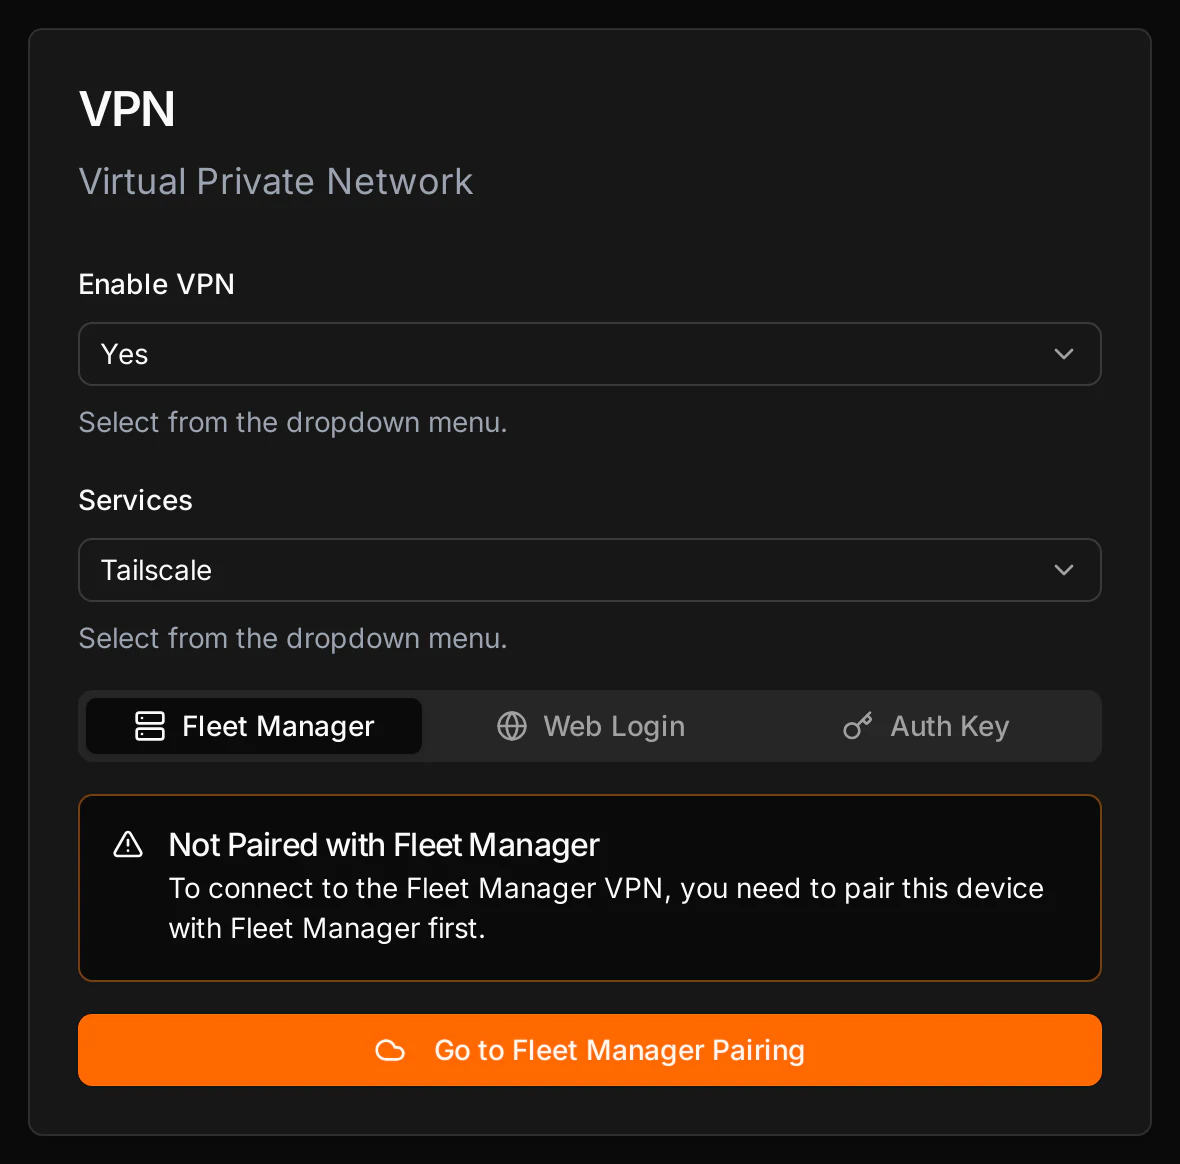 VPN
Virtual Private Network
Enable VPN
Yes
Select from the dropdown menu.
Services
Tailscale
Select from the dropdown menu.
Fleet Manager
Web Login
Auth Key
Not Paired with Fleet Manager
To connect to the Fleet Manager VPN, you need to pair this device
with Fleet Manager first.
Go to Fleet Manager Pairing